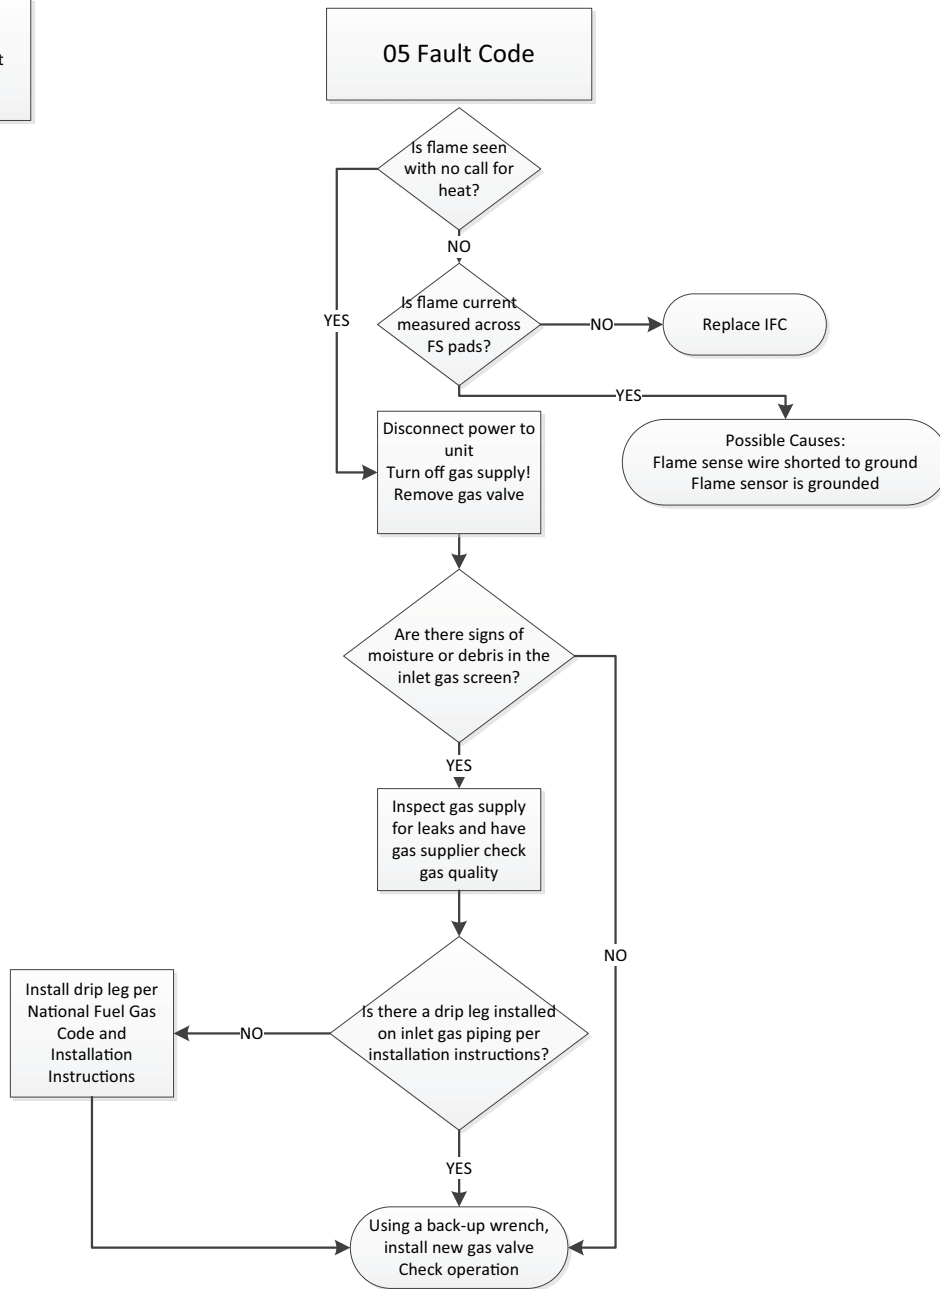 t
05 Fault Code
Is flame seen
with no call for
heat?
NO
Is flame current
measured across
FS pads?
NO
Replace IFC
YES
YES
Possible Causes:
Flame sense wire shorted to ground
Flame sensor is grounded
Disconnect power to
unit
Turn off gas supply!
Remove gas valve
Are there signs of
moisture or debris in the
inlet gas screen?
YES
Inspect gas supply
for leaks and have
gas supplier check
gas quality
NO
Is there a drip leg installed
on inlet gas piping per
installation instructions?
NO
Install drip leg per
National Fuel Gas
Code and
Installation
Instructions
YES
Using a back-up wrench,
install new gas valve
Check operation